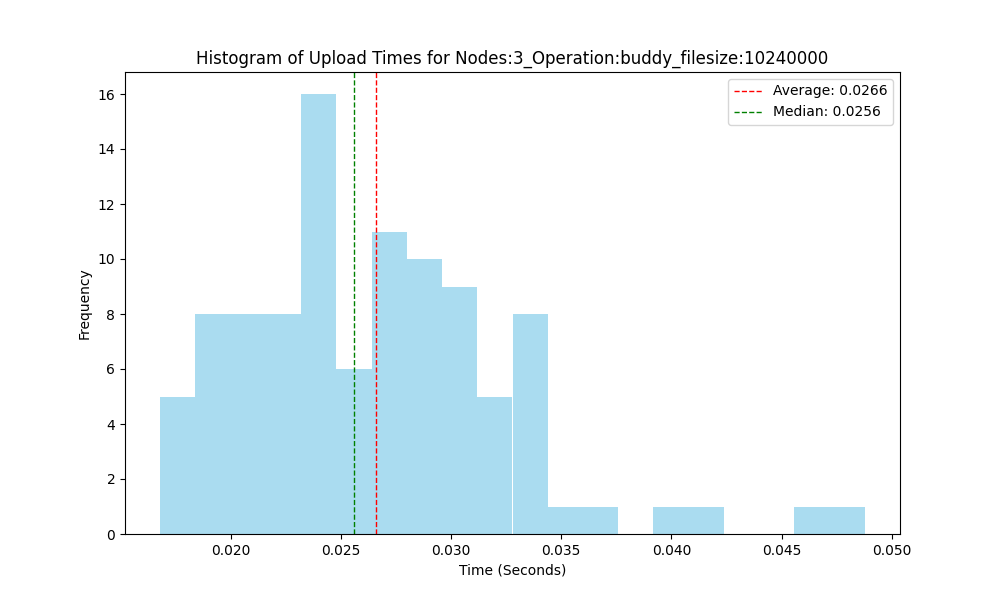 Histogram of Upload Times for Nodes:3_Operation:buddy_filesize:10240000
Average: 0.0266
Median: 0.0256
Frequency
16
14
12
10
8
6
4
2
0
0.020 0.025 0.030 0.035 0.040 0.045 0.050
Time (Seconds)